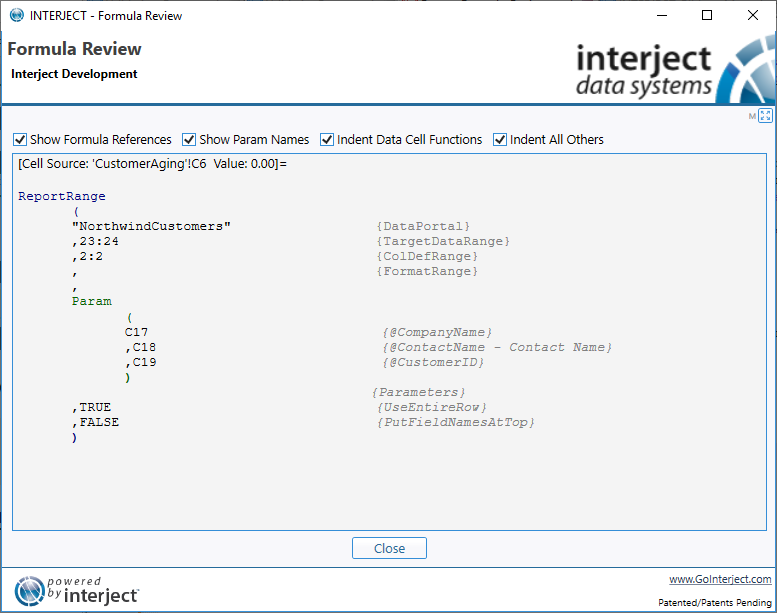 INTERJECT - Formula Review
Formula Review
Interject Development
interject
data systems
M
Show Formula References Show Param Names Indent Data Cell Functions Indent All Others
[Cell Source: 'CustomerAging'!C6 Value: 0.00]=
ReportRange
(
"NorthwindCustomers" {DataPortal}
,23:24 {TargetDataRange}
,2:2 {ColDefRange}
, {FormatRange}
,
Param
(
C17 {@CompanyName}
,C18 {@ContactName - Contact Name}
,C19 {@CustomerID}
)
{Parameters}
,TRUE {UseEntireRow}
,FALSE {PutFieldNamesAtTop}
)
Close
powered
by interject
www.GoInterject.com
Patented/Patents Pending